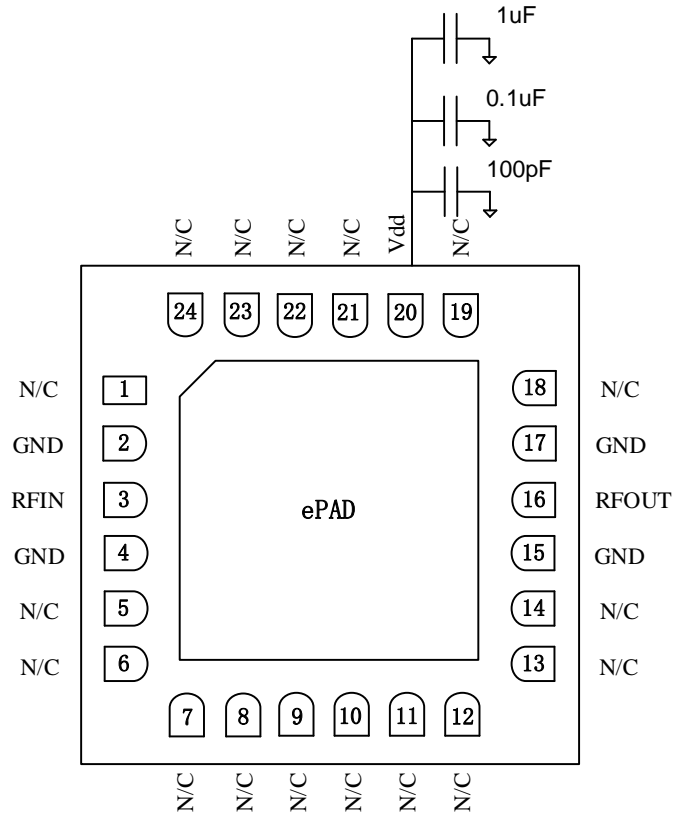 1uF
0.1uF
100pF
N/C N/C N/C N/C Vdd N/C
24 23 22 21 20 19
N/C 1 18 N/C
GND 2 17 GND
RFIN 3 16 RFOUT
ePAD
GND 4 15 GND
N/C 5 14 N/C
N/C 6 13 N/C
7 8 9 10 11 12
N/C N/C N/C N/C N/C N/C